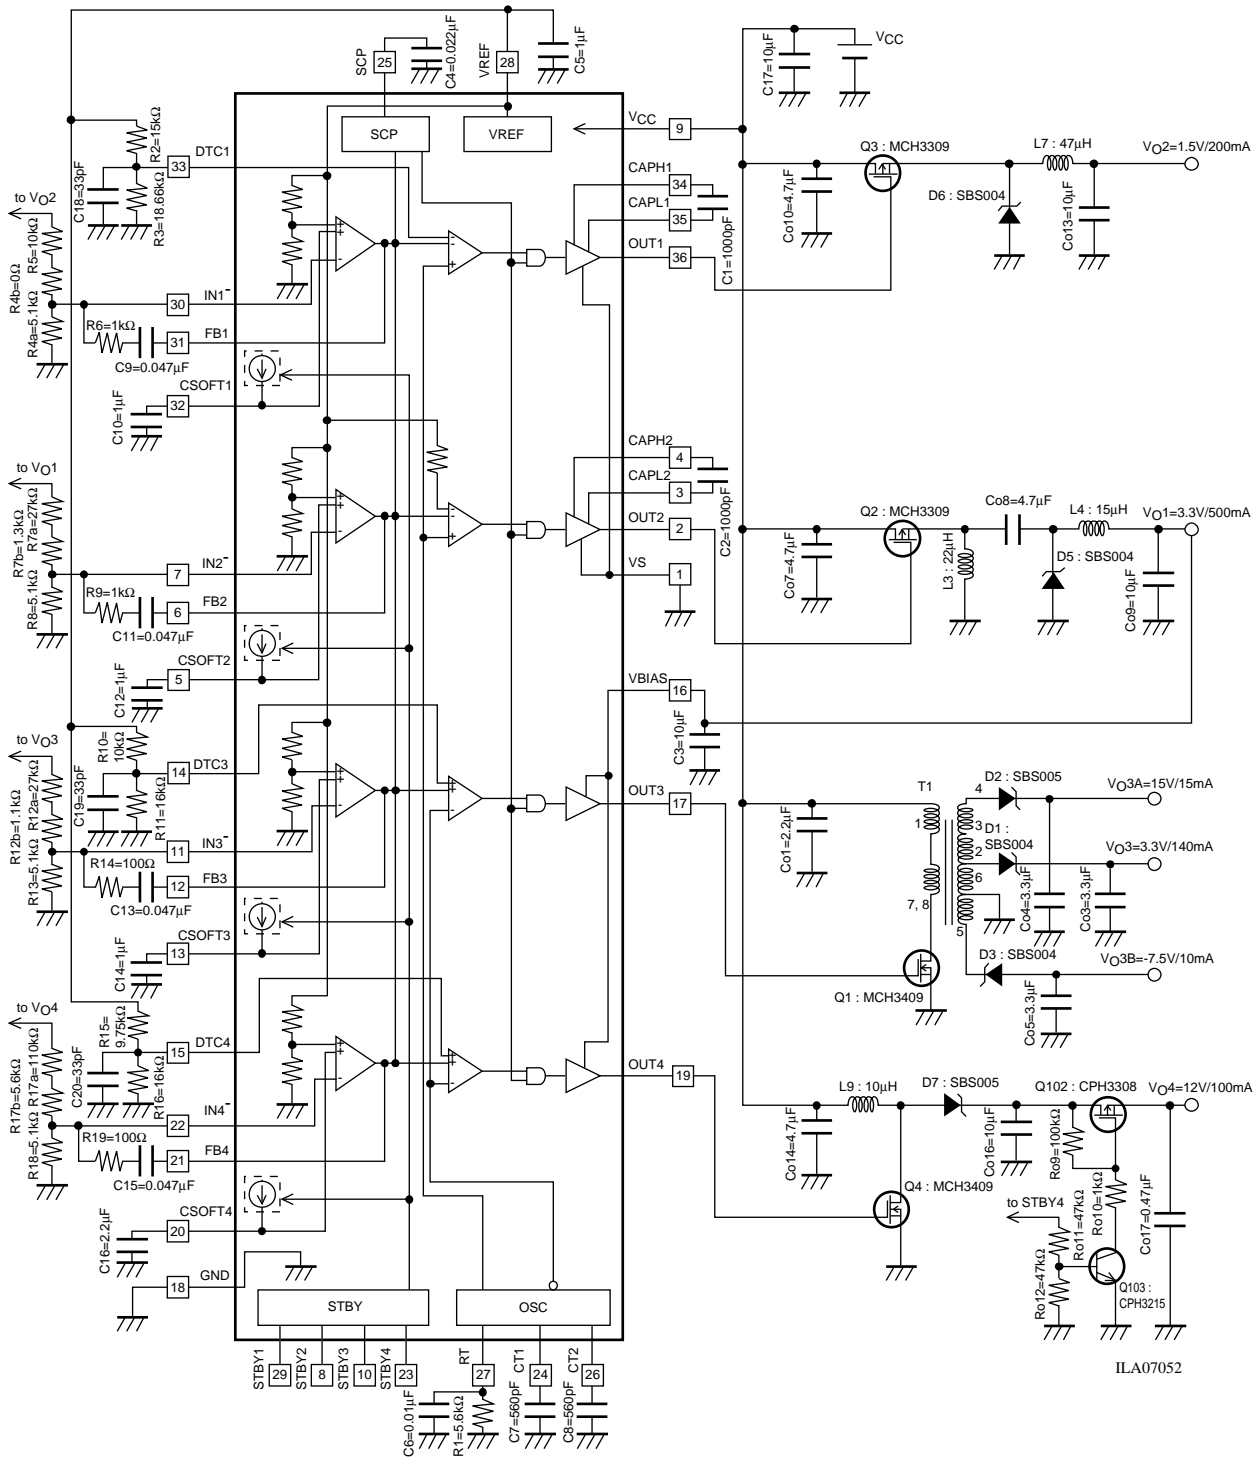 SCP
25
C4=0.022μF
VREF
28
C5=1μF
C17=10μF
VCC
SCP
VREF
VCC
9
R2=15kΩ
DTC1
33
C18=33pF
R3=18.66kΩ
to VO2
R5=10kΩ
R4b=0Ω
R4a=5.1kΩ
IN1-
30
R6=1kΩ
FB1
31
C9=0.047μF
CSOFT1
32
C10=1μF
CAPH1
34
CAPL1
35
OUT1
36
C1=1000pF
Q3 : MCH3309
Co10=4.7μF
L7 : 47μH
D6: SBS004
Co13=10μF
VO2=1.5V/200mA
to VO1
R7a=27kΩ
R7b=1.3kΩ
R8=5.1kΩ
IN2-
7
R9=1kΩ
FB2
6
C11=0.047μF
CSOFT2
5
C12=1μF
CAPH2
4
CAPL2
3
OUT2
2
C2=1000pF
VS
1
Q2 : MCH3309
Co7=4.7μF
L3 : 22μH
Co8=4.7μF
L4 : 15μH
D5 : SBS004
Co9=10μF
VO1=3.3V/500mA
VBIAS
16
C3=10μF
R10=
10kΩ
DTC3
14
C19=33pF
R11=16kΩ
to VO3
R12a=27kΩ
R12b=1.1kΩ
R13=5.1kΩ
IN3-
11
R14=100Ω
FB3
12
C13=0.047μF
CSOFT3
13
C14=1μF
OUT3
17
Co1=2.2μF
T1
1
7, 8
4
3
2
6
5
D2: SBS005
D1 :
SBS004
D3 : SBS004
Co4=3.3μF
Co3=3.3μF
Co5=3.3μF
VO3A=15V/15mA
VO3=3.3V/140mA
VO3B=-7.5V/10mA
Q1 : MCH3409
R15=
9.75kΩ
DTC4
15
C20=33pF
R16=16kΩ
to VO4
R17a=110kΩ
R17b=5.6kΩ
R18=5.1kΩ
IN4-
22
R19=100Ω
FB4
21
C15=0.047μF
CSOFT4
20
C16=2.2μF
GND
18
OUT4
19
L9 : 10μH
D7 : SBS005
Q102 : CPH3308
VO4=12V/100mA
Co14=4.7μF
Co16=10μF
Ro9=100kΩ
Ro10=1kΩ
Co17=0.47μF
Q4 : MCH3409
to STBY4
Ro11=47kΩ
Ro12=47kΩ
Q103 :
CPH3215
STBY
OSC
STBY1
29
STBY2
8
STBY3
10
STBY4
23
RT
27
CT1
24
CT2
26
C6=0.01μF
R1=5.6kΩ
C7=560pF
C8=560pF
ILA07052